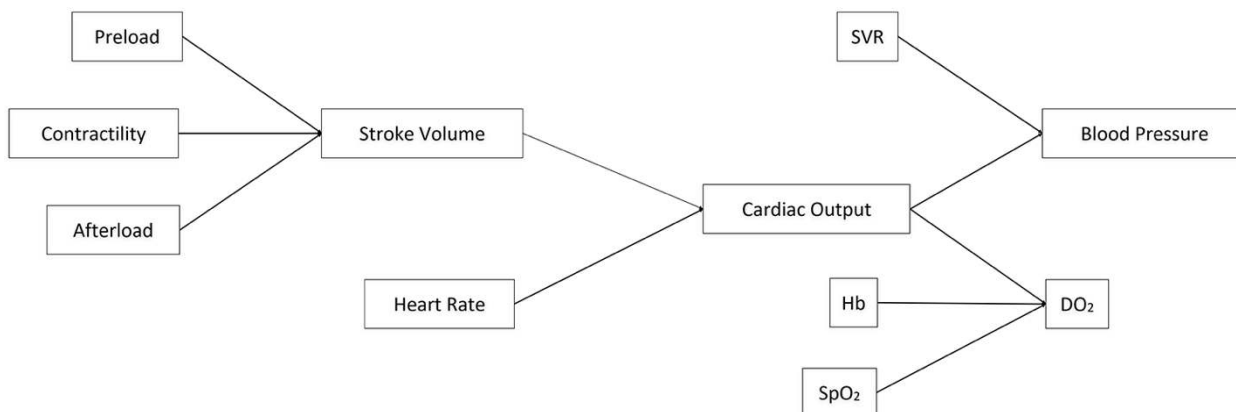 Preload
Contractility
Afterload
Stroke Volume
Heart Rate
Cardiac Output
SVR
Blood Pressure
Hb
SpO₂
DO₂